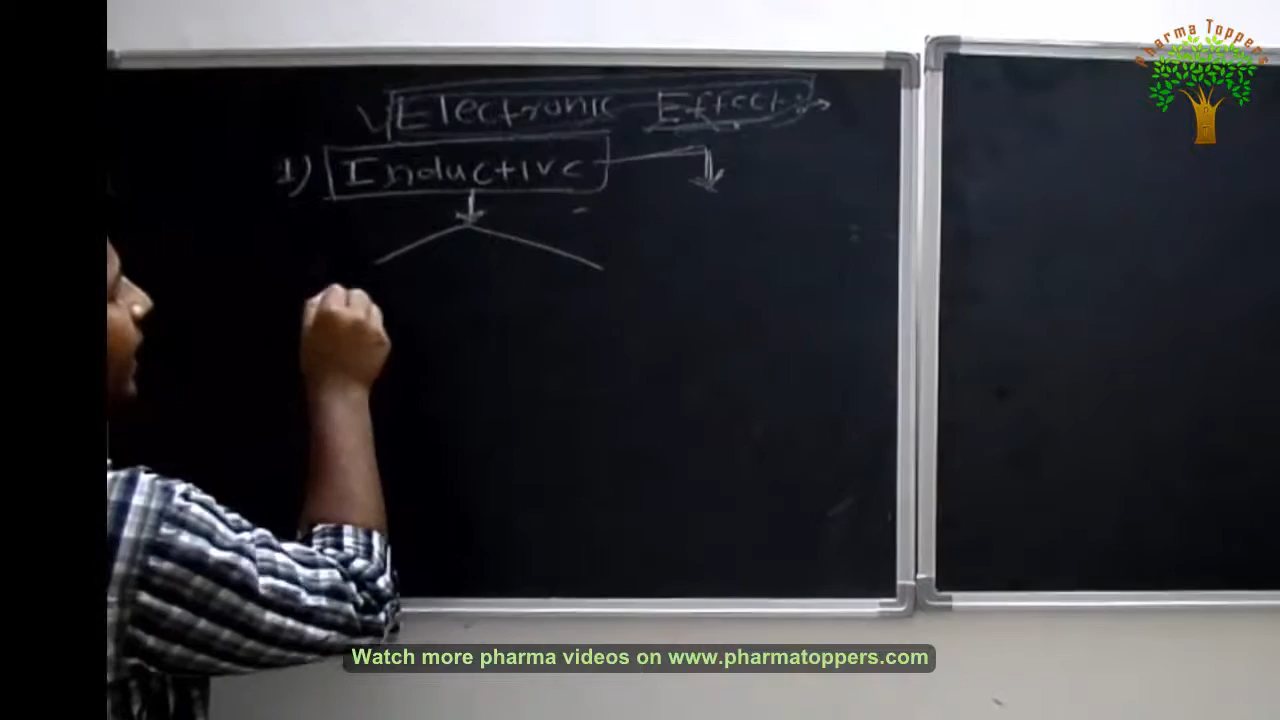 Pharma Toppers
Electronic Effect:
1) Inductive
Watch more pharma videos on www.pharmatoppers.com